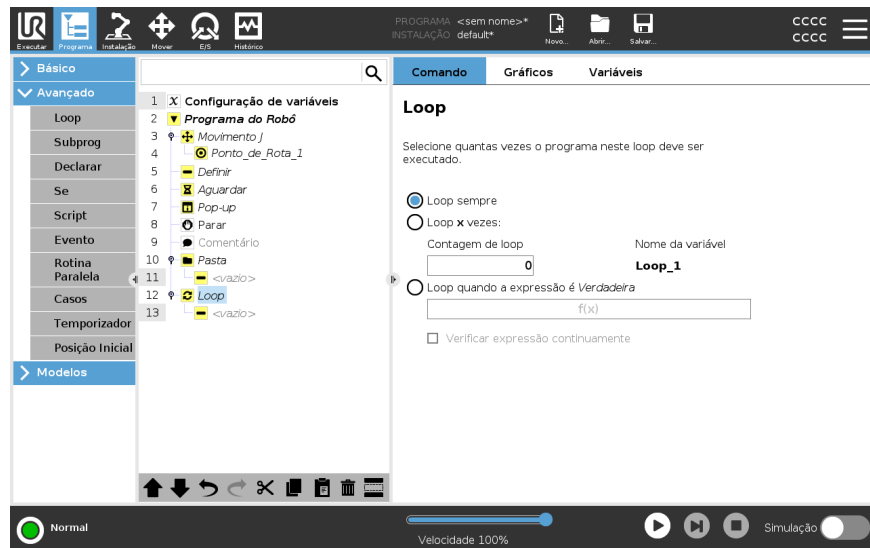 UR
Executar
Programa
Instalação
Mover
E/S
Histórico
PROGRAMA <sem nome>*
INSTALAÇÃO default*
Novo...
Abrir...
Salvar...
CCCC
CCCC
Básico
Avançado
Loop
Subprog
Declarar
Se
Script
Evento
Rotina
Paralela
Casos
Temporizador
Posição Inicial
Modelos
1 X Configuração de variáveis
2 Programa do Robô
3 Movimento J
4 Ponto_de_Rota_1
5 Definir
6 Aguardar
7 Pop-up
8 Parar
9 Comentário
10 Pasta
11 <vazio>
12 Loop
13 <vazio>
Comando Gráficos Variáveis
Loop
Selecione quantas vezes o programa neste loop deve ser
executado.
Loop sempre
Loop x vezes:
Contagem de loop Nome da variável
0 Loop_1
Loop quando a expressão é Verdadeira
f(x)
Verificar expressão continuamente
Normal
Velocidade 100%
Simulação